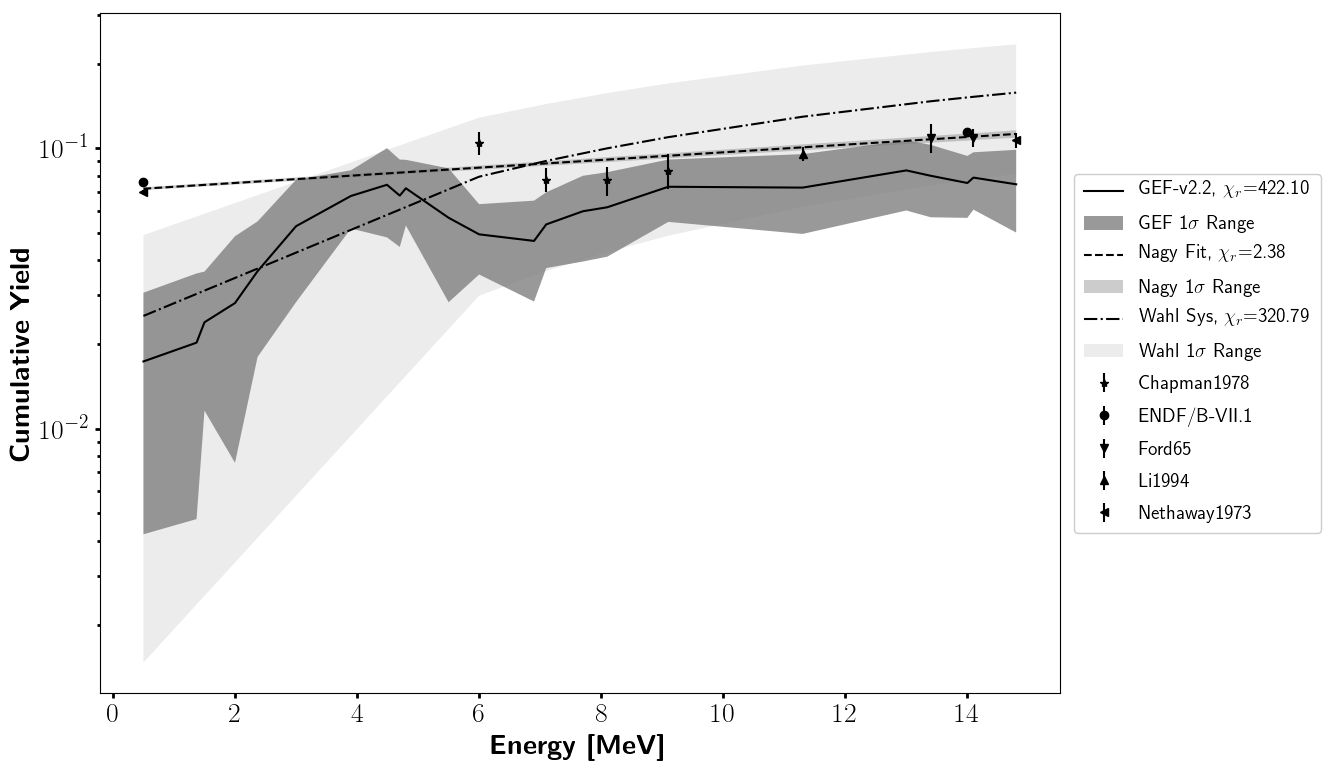 Cumulative Yield
10⁻¹
10⁻²
0 2 4 6 8 10 12 14
Energy [MeV]
GEF-v2.2, χᵣ=422.10
GEF 1σ Range
Nagy Fit, χᵣ=2.38
Nagy 1σ Range
Wahl Sys, χᵣ=320.79
Wahl 1σ Range
Chapman1978
ENDF/B-VII.1
Ford65
Li1994
Nethaway1973